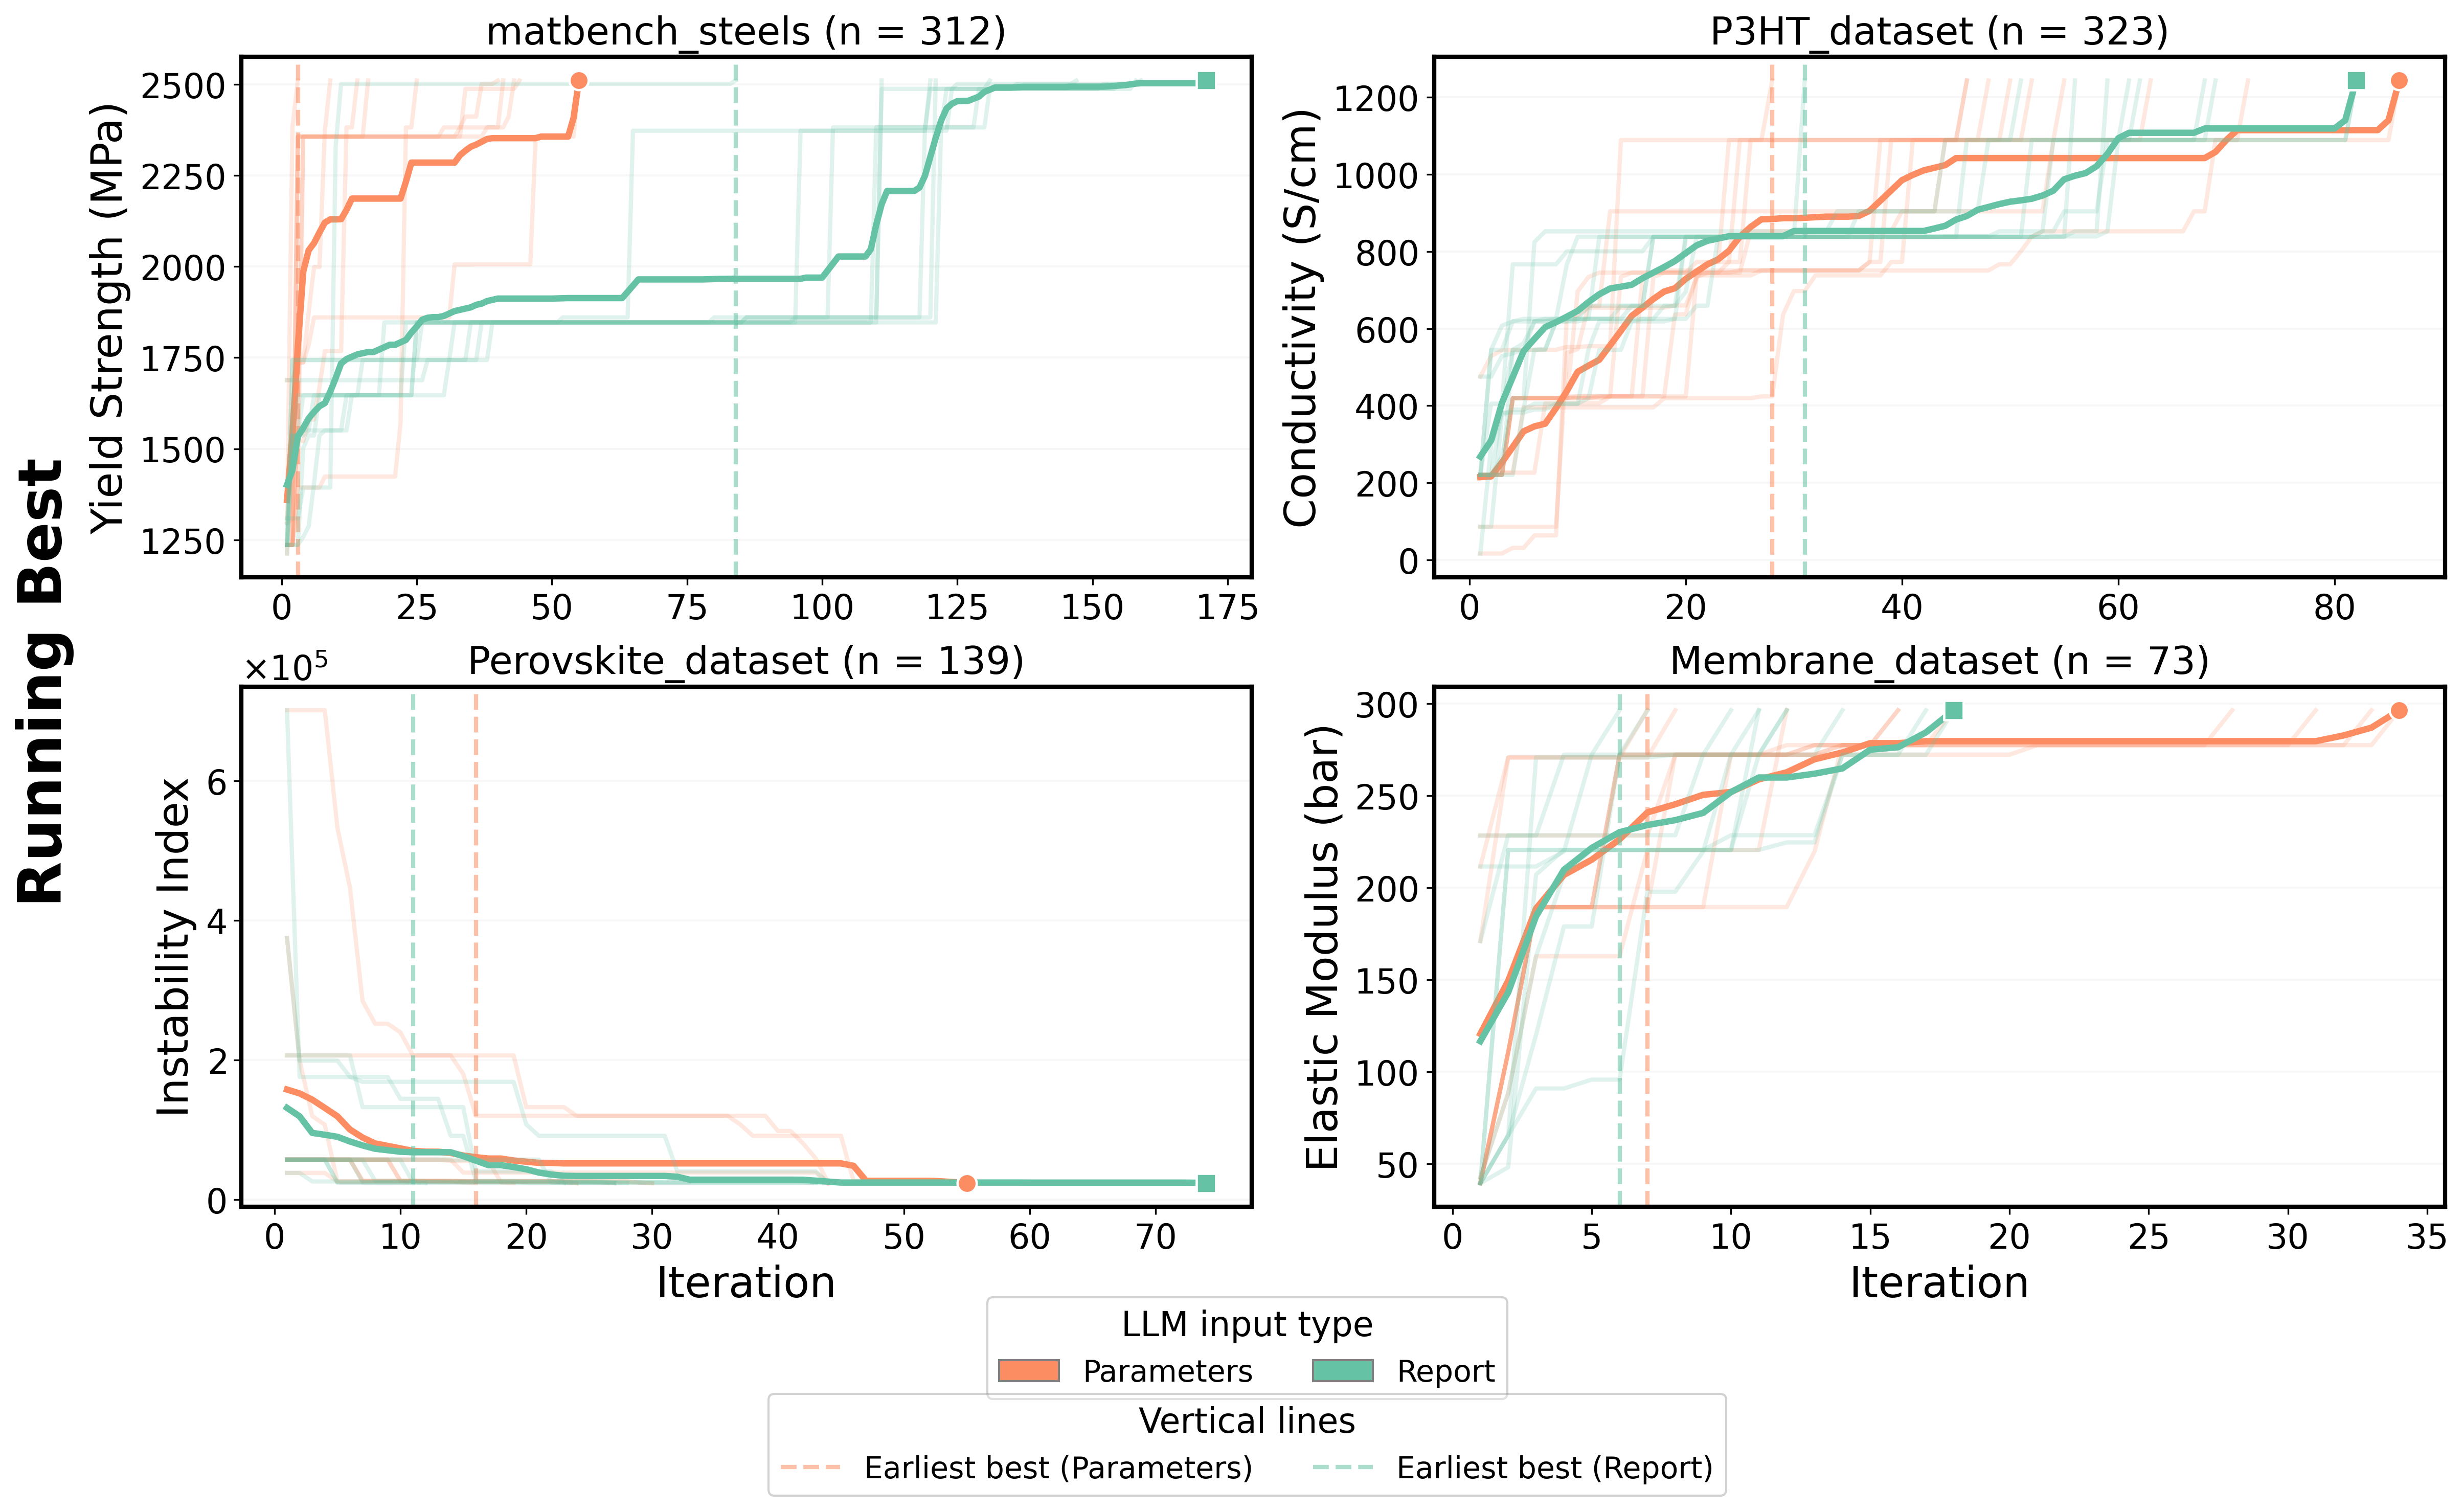 matbench_steels (n = 312)
2500
2250
2000
1750
1500
1250
Yield Strength (MPa)
0 25 50 75 100 125 150 175
P3HT_dataset (n = 323)
1200
1000
800
600
400
200
0
Conductivity (S/cm)
0 20 40 60 80
Running Best
×10⁵
Perovskite_dataset (n = 139)
6
4
2
0
Instability Index
0 10 20 30 40 50 60 70
Iteration
Membrane_dataset (n = 73)
300
250
200
150
100
50
Elastic Modulus (bar)
0 5 10 15 20 25 30 35
Iteration
LLM input type
Parameters Report
Vertical lines
Earliest best (Parameters) Earliest best (Report)